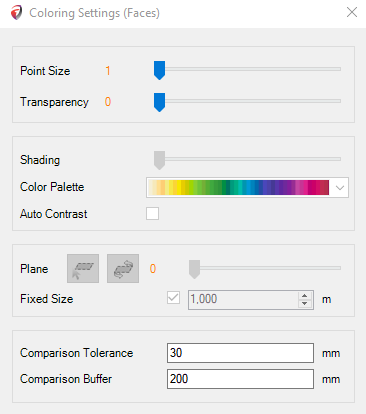 Coloring Settings (Faces)
Point Size 1
Transparency 0
Shading
Color Palette
Auto Contrast
Plane 0
Fixed Size 1,000 m
Comparison Tolerance 30 mm
Comparison Buffer 200 mm